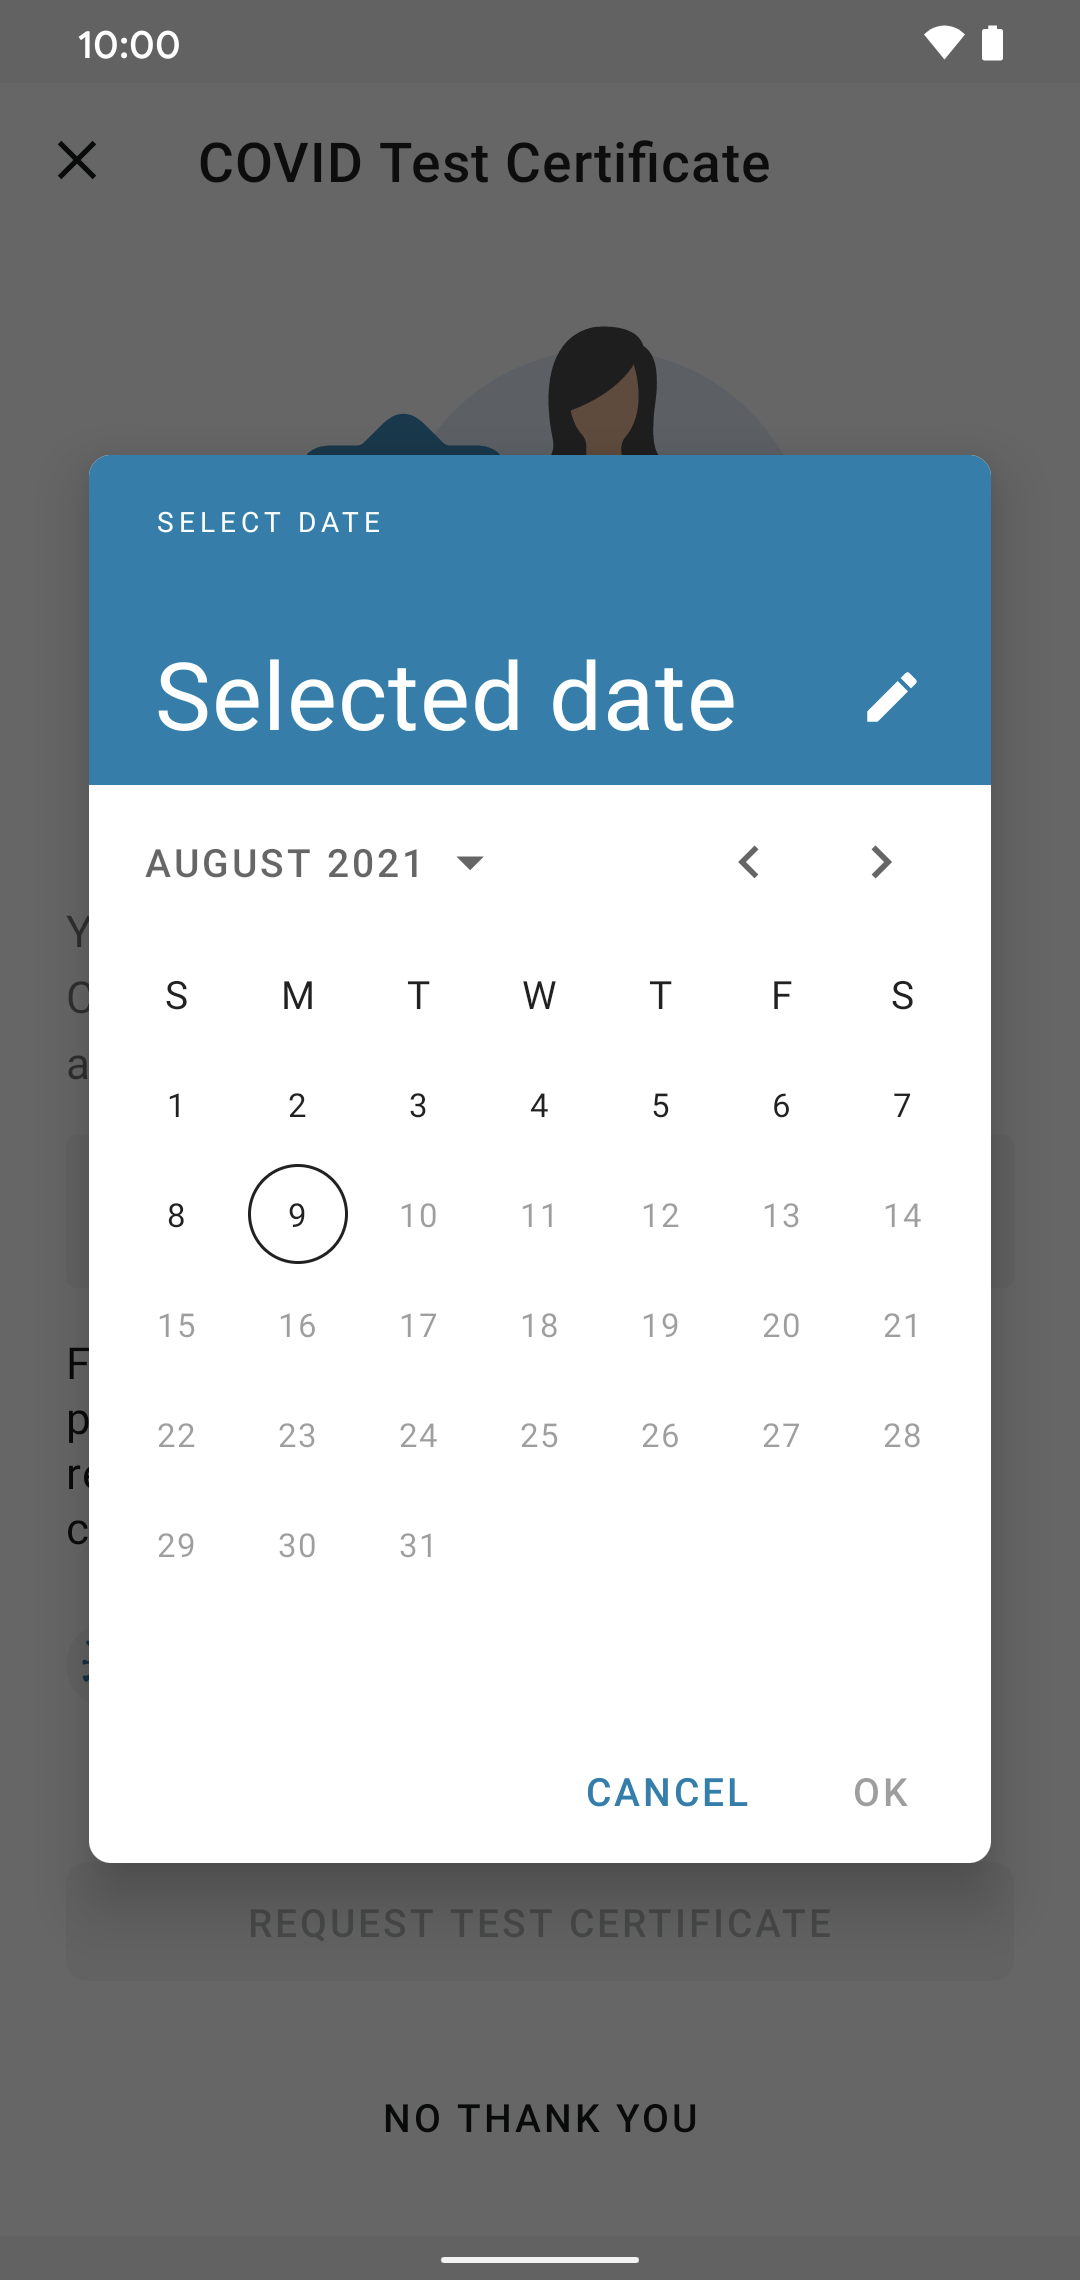 10:00
COVID Test Certificate
SELECT DATE
Selected date
AUGUST 2021
S M T W T F S
1 2 3 4 5 6 7
8 9 10 11 12 13 14
15 16 17 18 19 20 21
22 23 24 25 26 27 28
29 30 31
CANCEL OK
REQUEST TEST CERTIFICATE
NO THANK YOU